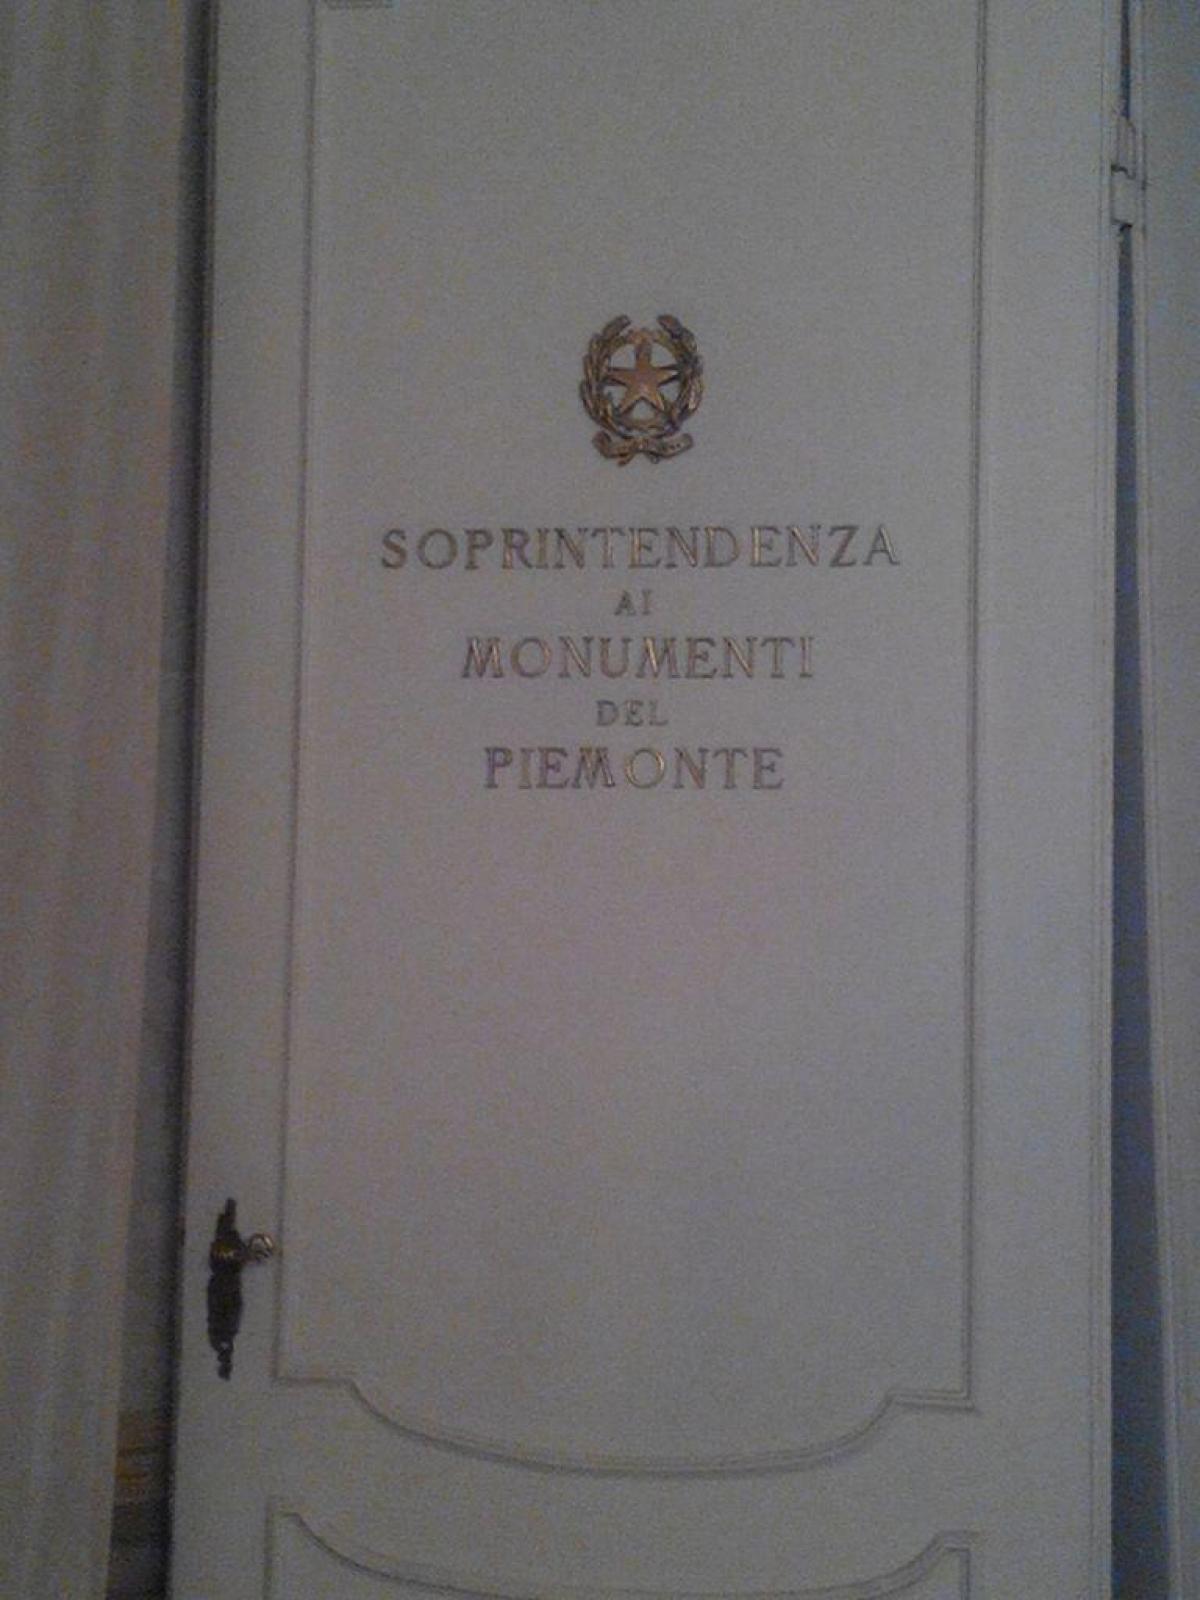 SOPRINTENDENZA
AI
MONUMENTI
DEL
PIEMONTE